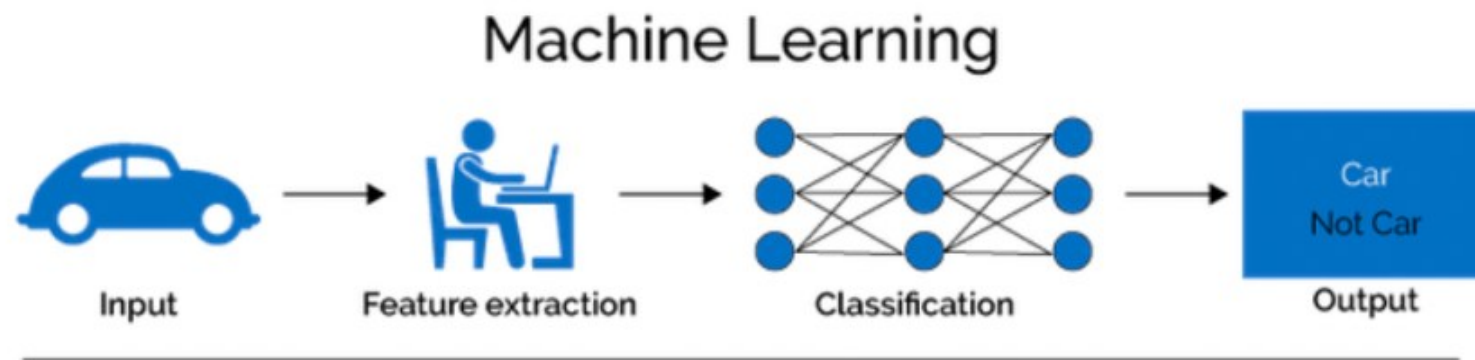 Machine Learning
Car
Not Car
Input
Feature extraction
Classification
Output